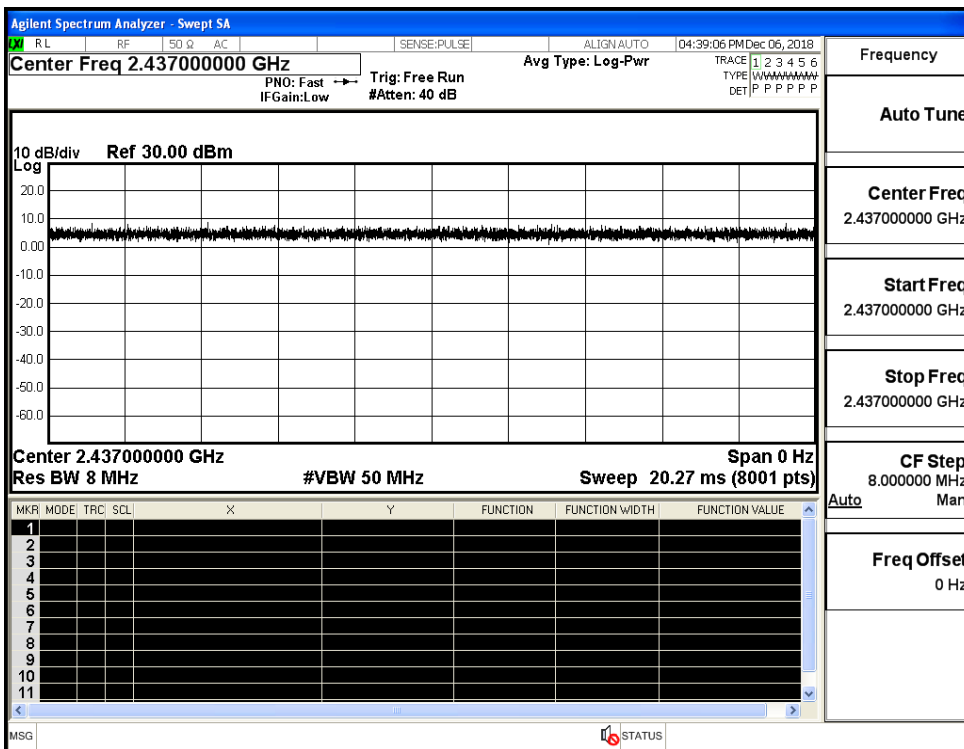 Agilent Spectrum Analyzer - Swept SA
LXI RL RF 50 Ω AC SENSE:PULSE ALIGN AUTO 04:39:06 PM Dec 06, 2018
Center Freq 2.437000000 GHz
PNO: Fast
IFGain:Low
Trig: Free Run
#Atten: 40 dB
Avg Type: Log-Pwr
TRACE 1 2 3 4 5 6
TYPE WWWWWW
DET P P P P P P
10 dB/div
Log
Ref 30.00 dBm
20.0
10.0
0.00
-10.0
-20.0
-30.0
-40.0
-50.0
-60.0
Center 2.437000000 GHz Span 0 Hz
Res BW 8 MHz #VBW 50 MHz Sweep 20.27 ms (8001 pts)
MKR MODE TRC SCL X Y FUNCTION FUNCTION WIDTH FUNCTION VALUE
1
2
3
4
5
6
7
8
9
10
11
MSG STATUS
Frequency
Auto Tune
Center Freq
2.437000000 GHz
Start Freq
2.437000000 GHz
Stop Freq
2.437000000 GHz
CF Step
8.000000 MHz
Auto Man
Freq Offset
0 Hz